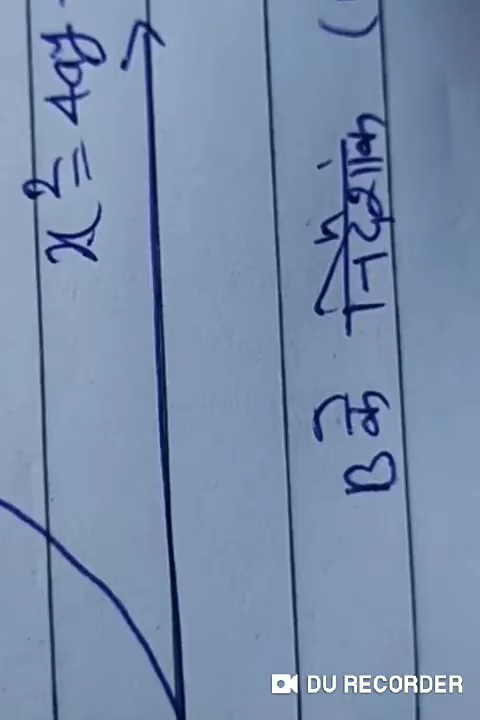 x² = 4ay
B के निर्देशांक (
DU RECORDER